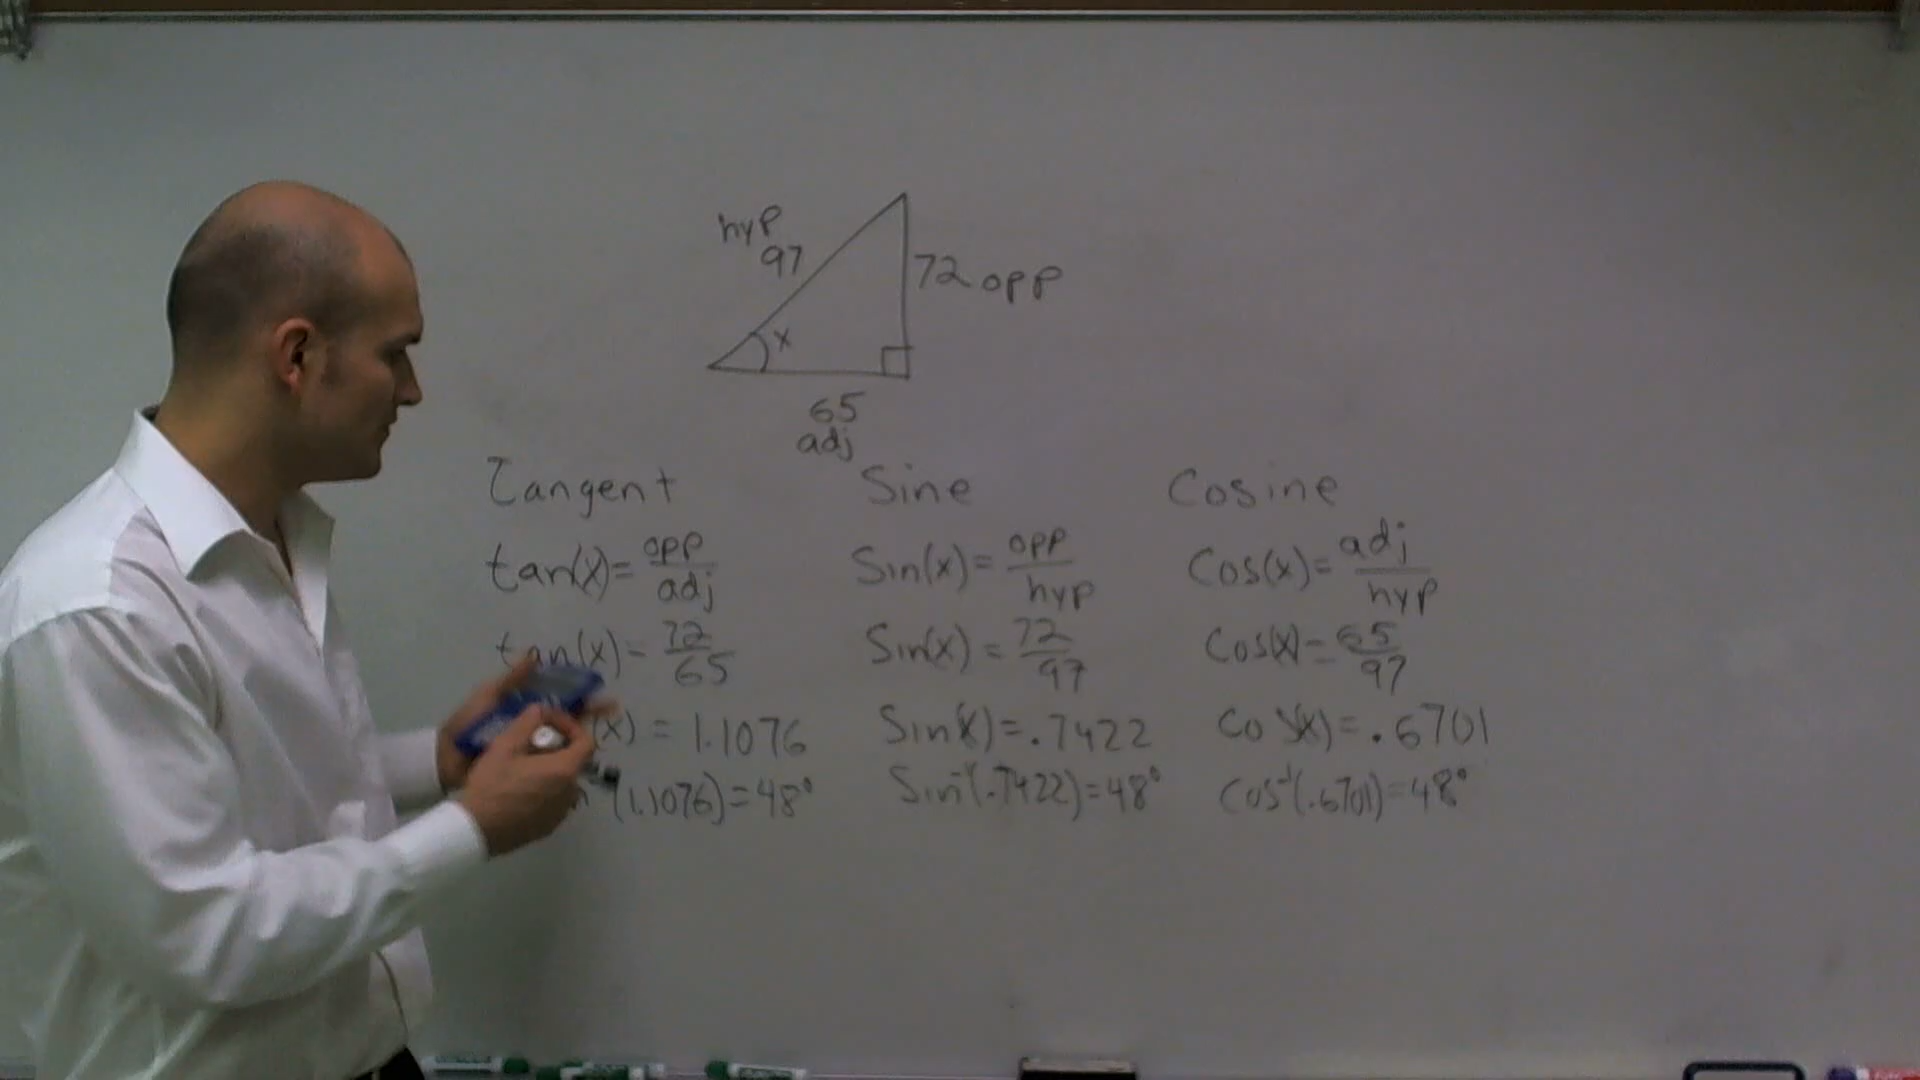 hyp
97
72 opp
x
65
adj
Tangent Sine Cosine
tan(x)= opp/adj Sin(x)= opp/hyp Cos(x)= adj/hyp
tan(x)= 72/65 Sin(x) = 72/97 Cos(x)= 65/97
(x) = 1.1076 Sin(x)=.7422 Cos(x)= .6701
(1.1076)=48° Sin⁻¹(.7422)=48° Cos⁻¹(.6701)=48°